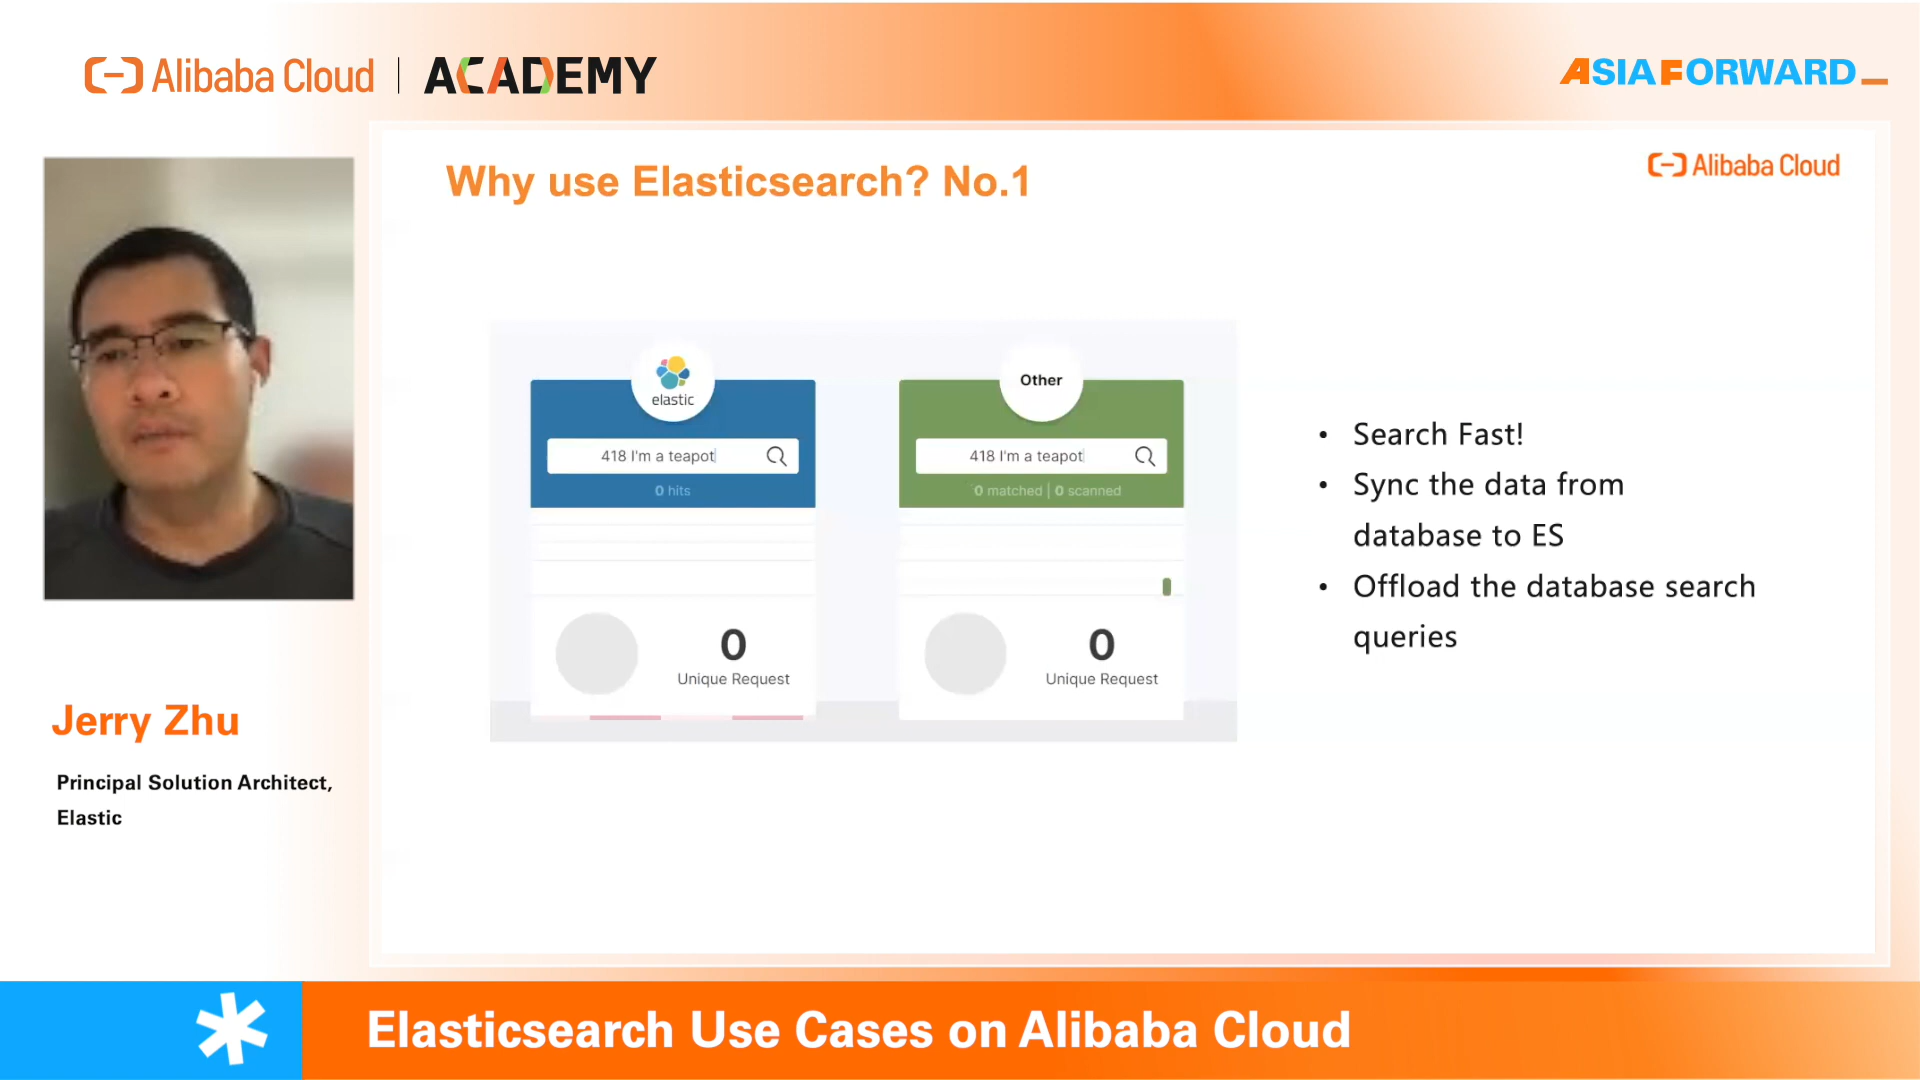 Alibaba Cloud | ACADEMY
ASIA FORWARD_
Why use Elasticsearch? No.1
Alibaba Cloud
elastic
418 I'm a teapot
0 hits
0
Unique Request
Other
418 I'm a teapot
0 matched | 0 scanned
0
Unique Request
• Search Fast!
• Sync the data from
database to ES
• Offload the database search
queries
Jerry Zhu
Principal Solution Architect,
Elastic
Elasticsearch Use Cases on Alibaba Cloud